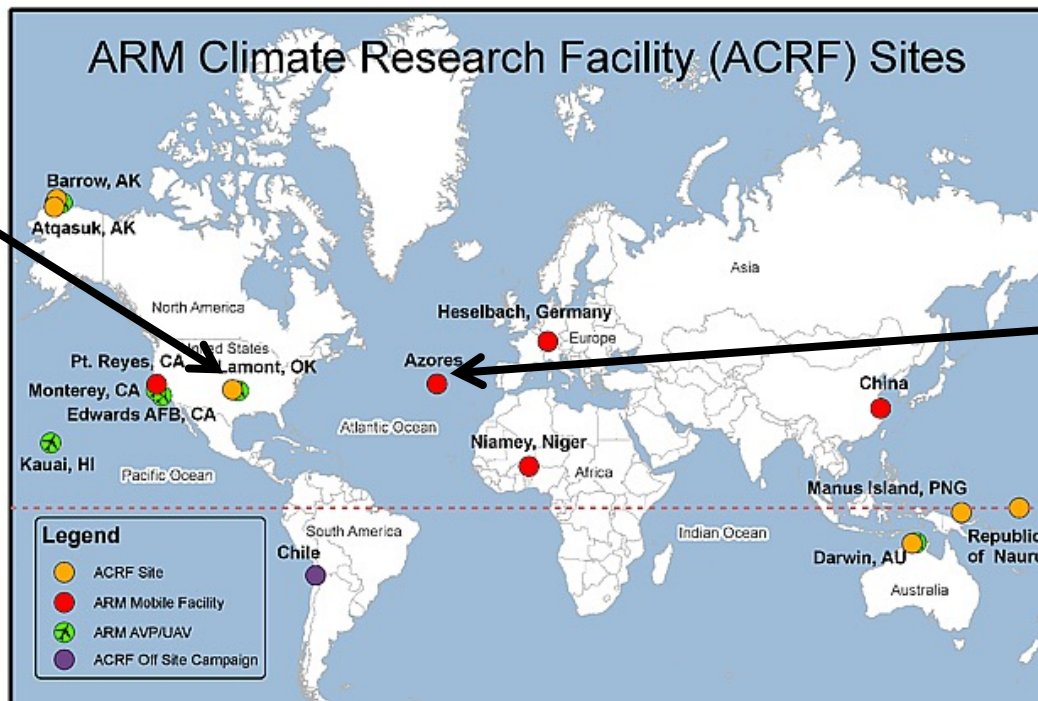 ARM Climate Research Facility (ACRF) Sites
Barrow, AK
Atqasuk, AK
Asia
North America
Heselbach, Germany
Europe
United States
Pt. Reyes, CA
Lamont, OK
Azores
Monterey, CA
China
Edwards AFB, CA
Atlantic Ocean
Niamey, Niger
Kauai, HI
Pacific Ocean
Africa
Manus Island, PNG
South America
Indian Ocean
Republic
of Nauru
Chile
Darwin, AU
Australia
Legend
ACRF Site
ARM Mobile Facility
ARM AVP/UAV
ACRF Off Site Campaign